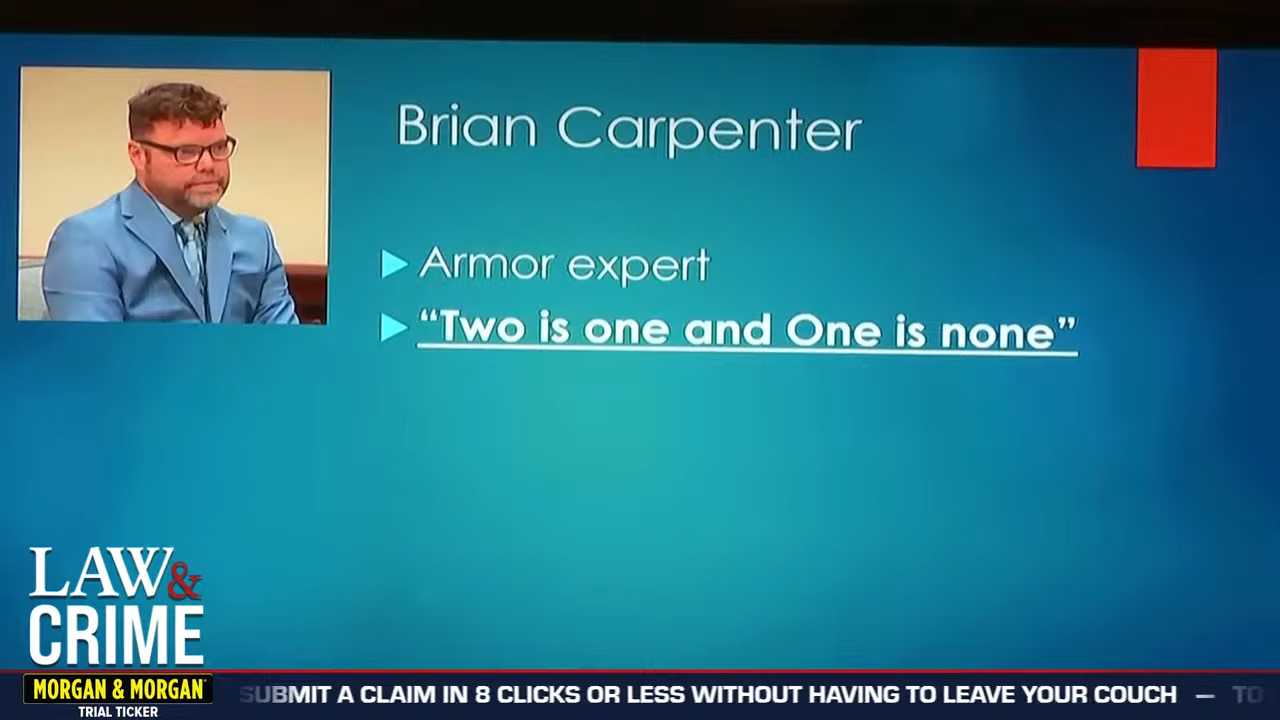 Brian Carpenter
Armor expert
“Two is one and One is none”
LAW&
CRIME
MORGAN & MORGAN
TRIAL TICKER
SUBMIT A CLAIM IN 8 CLICKS OR LESS WITHOUT HAVING TO LEAVE YOUR COUCH — TO